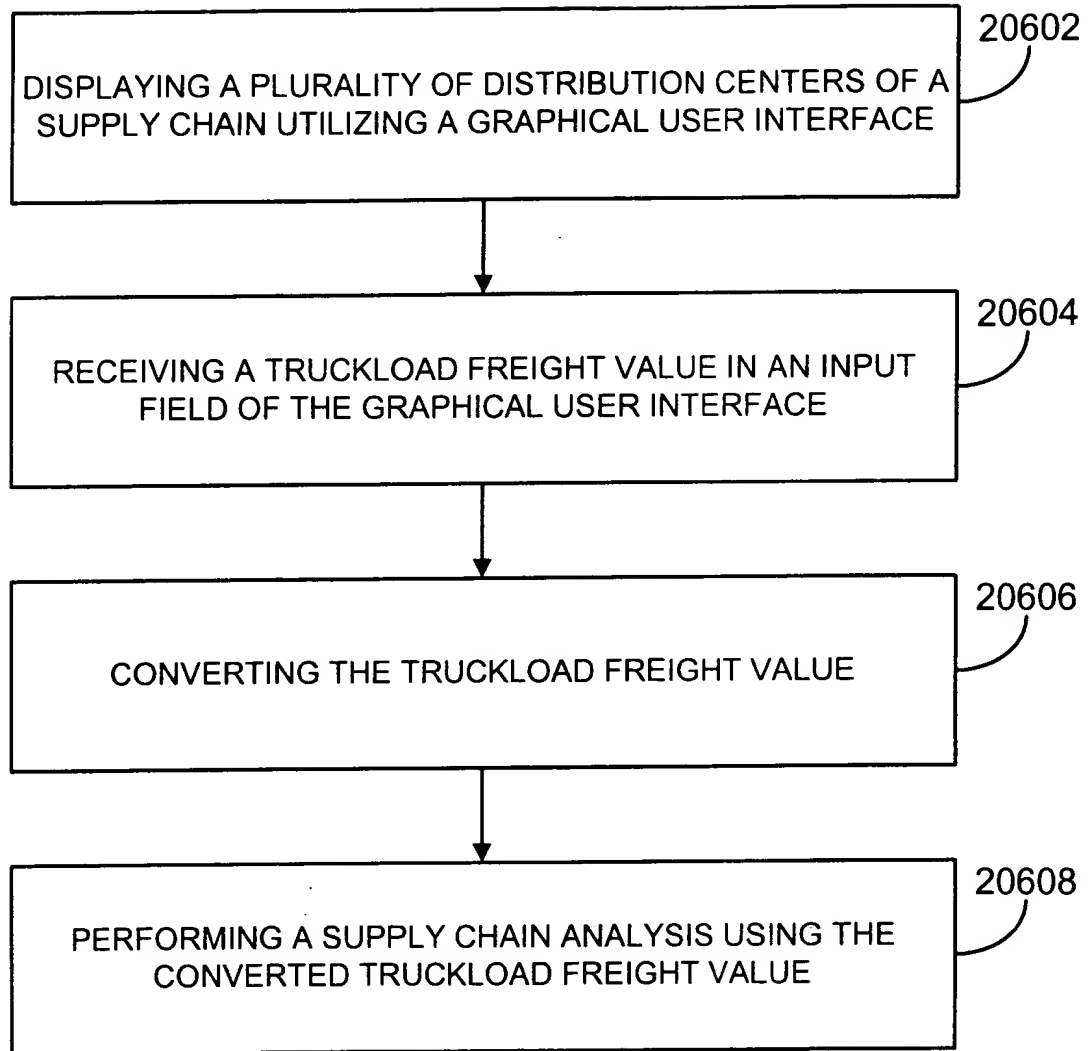 20602
DISPLAYING A PLURALITY OF DISTRIBUTION CENTERS OF A
SUPPLY CHAIN UTILIZING A GRAPHICAL USER INTERFACE
20604
RECEIVING A TRUCKLOAD FREIGHT VALUE IN AN INPUT
FIELD OF THE GRAPHICAL USER INTERFACE
20606
CONVERTING THE TRUCKLOAD FREIGHT VALUE
20608
PERFORMING A SUPPLY CHAIN ANALYSIS USING THE
CONVERTED TRUCKLOAD FREIGHT VALUE